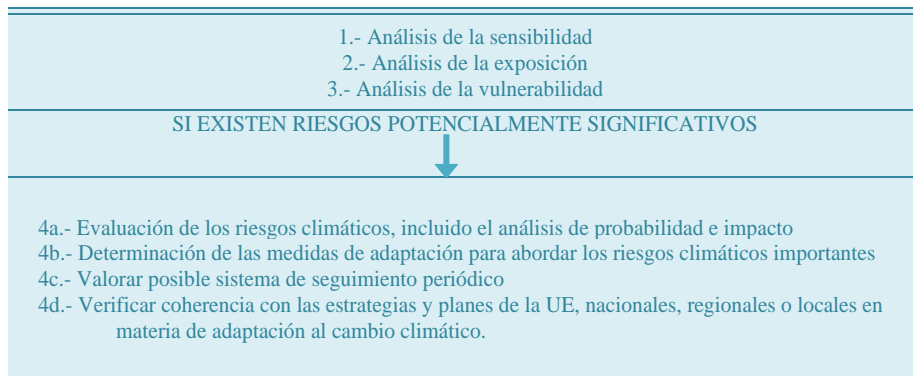 1.- Análisis de la sensibilidad
2.- Análisis de la exposición
3.- Análisis de la vulnerabilidad
SI EXISTEN RIESGOS POTENCIALMENTE SIGNIFICATIVOS
4a.- Evaluación de los riesgos climáticos, incluido el análisis de probabilidad e impacto
4b.- Determinación de las medidas de adaptación para abordar los riesgos climáticos importantes
4c.- Valorar posible sistema de seguimiento periódico
4d.- Verificar coherencia con las estrategias y planes de la UE, nacionales, regionales o locales en
materia de adaptación al cambio climático.